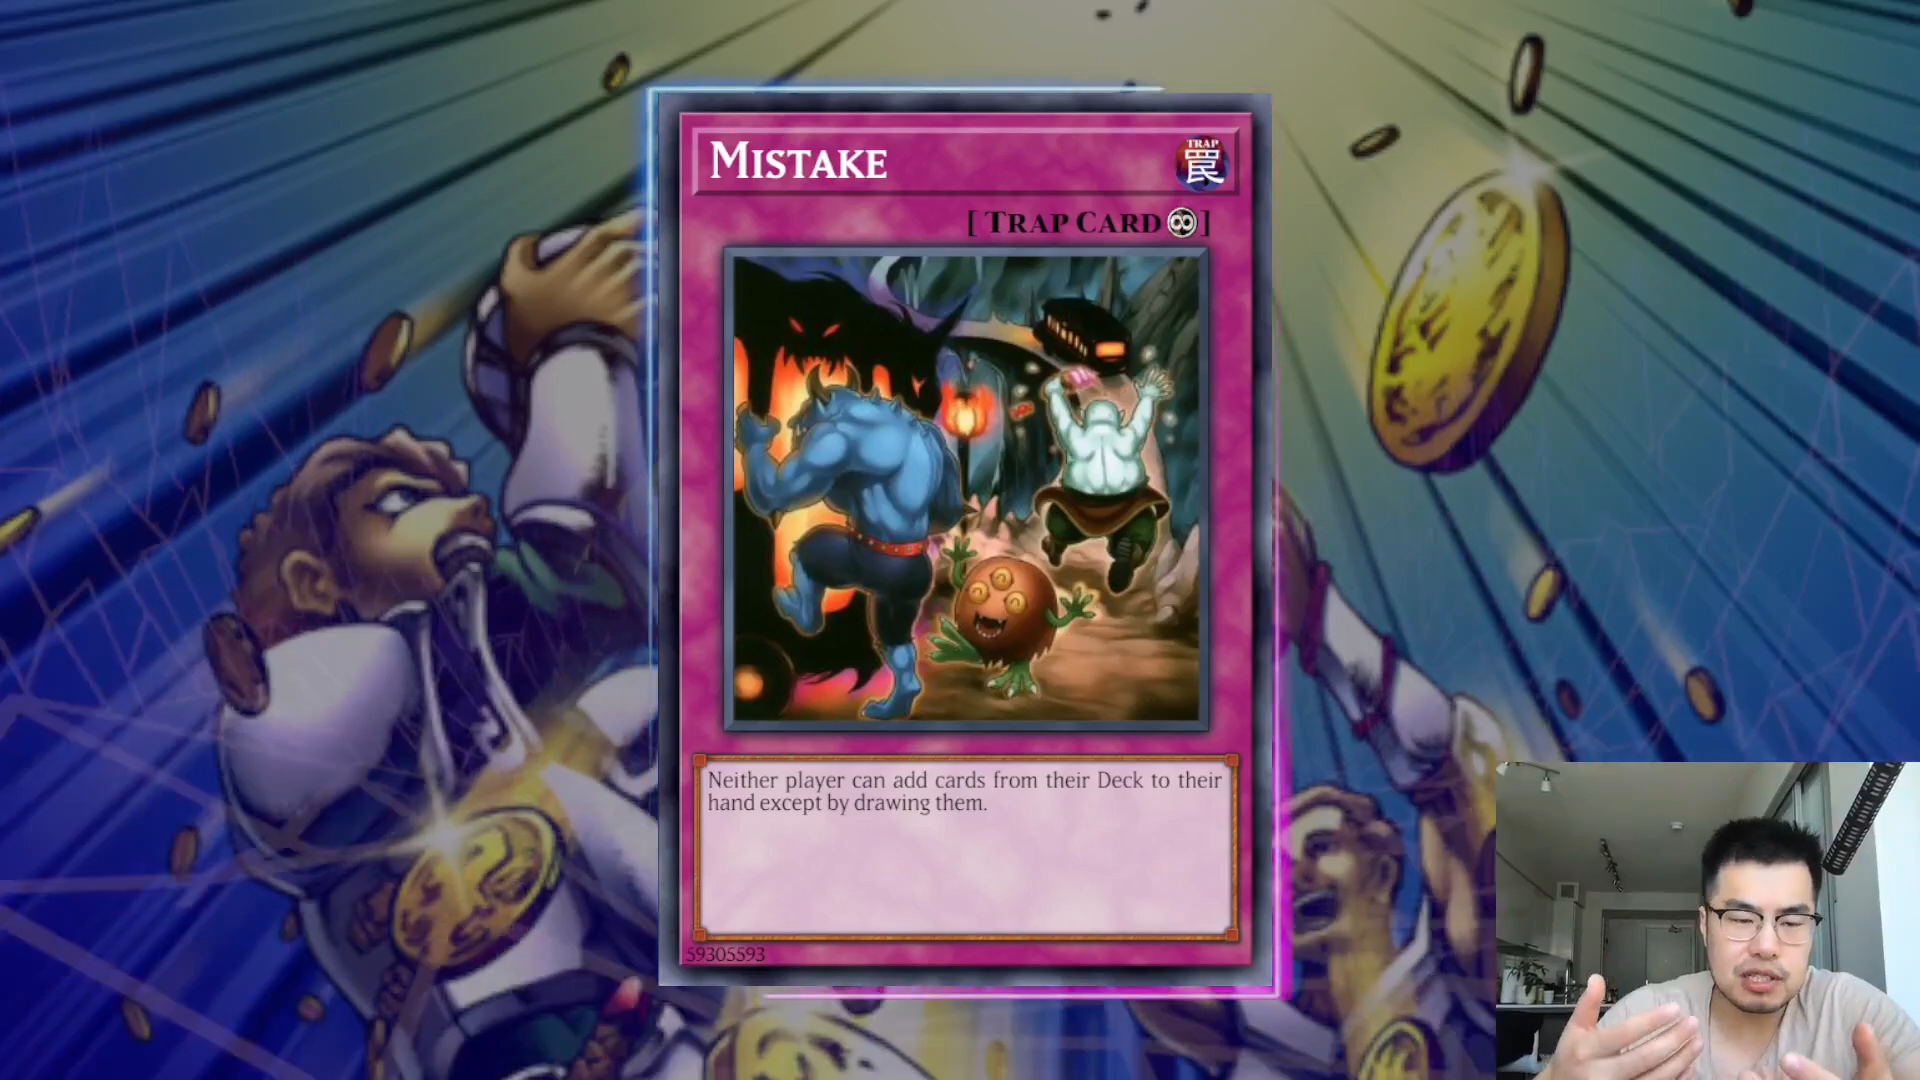 MISTAKE
TRAP
罠
[ TRAP CARD ]
Neither player can add cards from their Deck to their
hand except by drawing them.
59305593